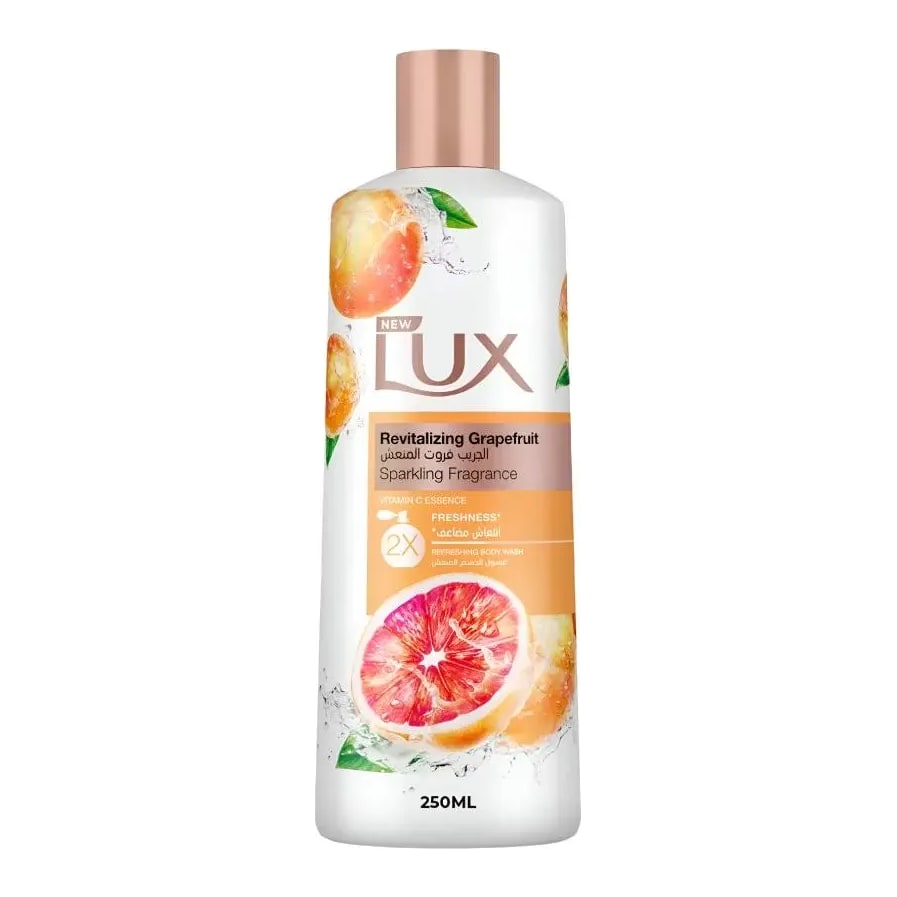 NEW
LUX
Revitalizing Grapefruit
الجريب فروت المنعش
Sparkling Fragrance
VITAMIN C ESSENCE
2X
FRESHNESS*
انتعاش مضاعف*
REFRESHING BODY WASH
غسول الجسم المنعش
250ML